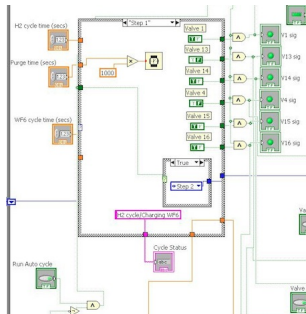 H2 cycle time (secs)
"Step 1"
Valve 1
V1 sig
Valve 13
V13 sig
Purge time (secs)
1000
Valve 14
V14 sig
Valve 4
V4 sig
WF6 cycle time (secs)
Valve 15
V15 sig
Valve 16
V16 sig
True
Step 2
H2 cycle/Charging WF6
Cycle Status
abc
Run Auto cycle
Va
Valve